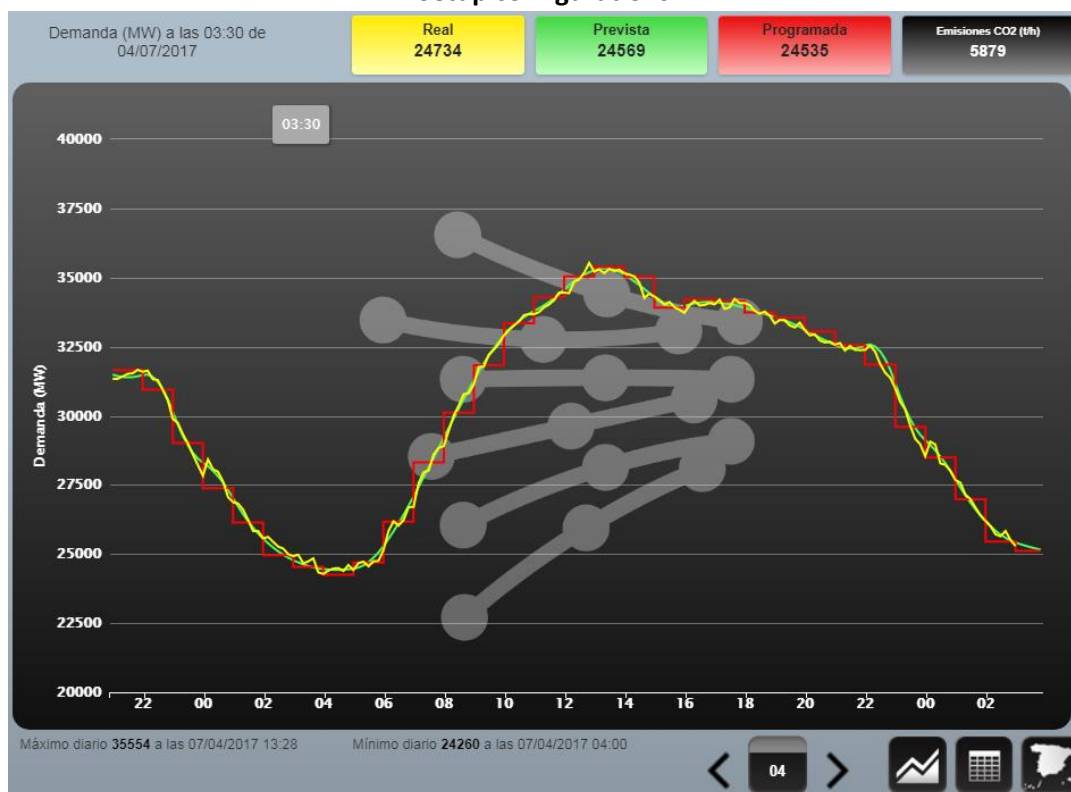 Demanda (MW) a las 03:30 de
04/07/2017
Real
24734
Prevista
24569
Programada
24535
Emisiones CO2 (t/h)
5879
03:30
40000
37500
35000
32500
30000
27500
25000
22500
20000
Demanda (MW)
22 00 02 04 06 08 10 12 14 16 18 20 22 00 02
Máximo diario 35554 a las 07/04/2017 13:28 Mínimo diario 24260 a las 07/04/2017 04:00
04